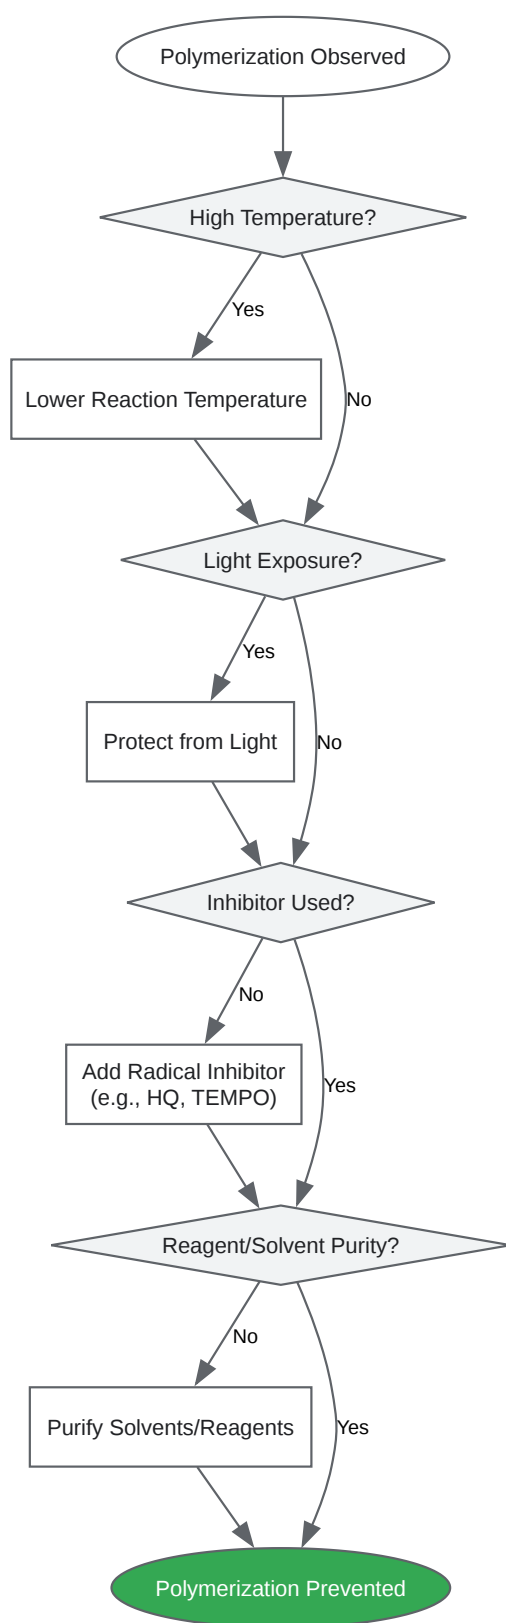 Polymerization Observed
High Temperature?
Yes
Lower Reaction Temperature
No
Light Exposure?
Yes
Protect from Light
No
Inhibitor Used?
No
Add Radical Inhibitor
(e.g., HQ, TEMPO)
Yes
Reagent/Solvent Purity?
No
Purify Solvents/Reagents
Yes
Polymerization Prevented